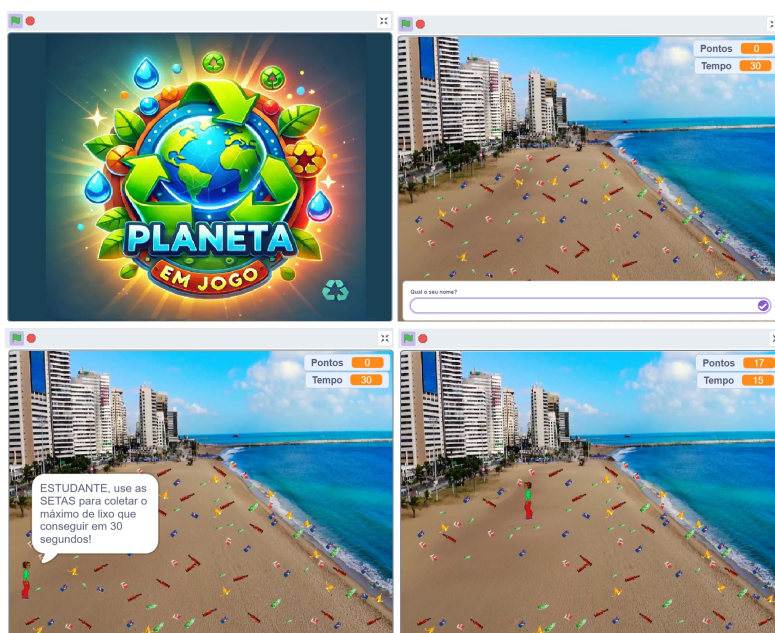 PLANETA
EM JOGO
Pontos 0
Tempo 30
Qual o seu nome?
Pontos 0
Tempo 30
ESTUDANTE, use as
SETAS para coletar o
máximo de lixo que
conseguir em 30
segundos!
Pontos 17
Tempo 15